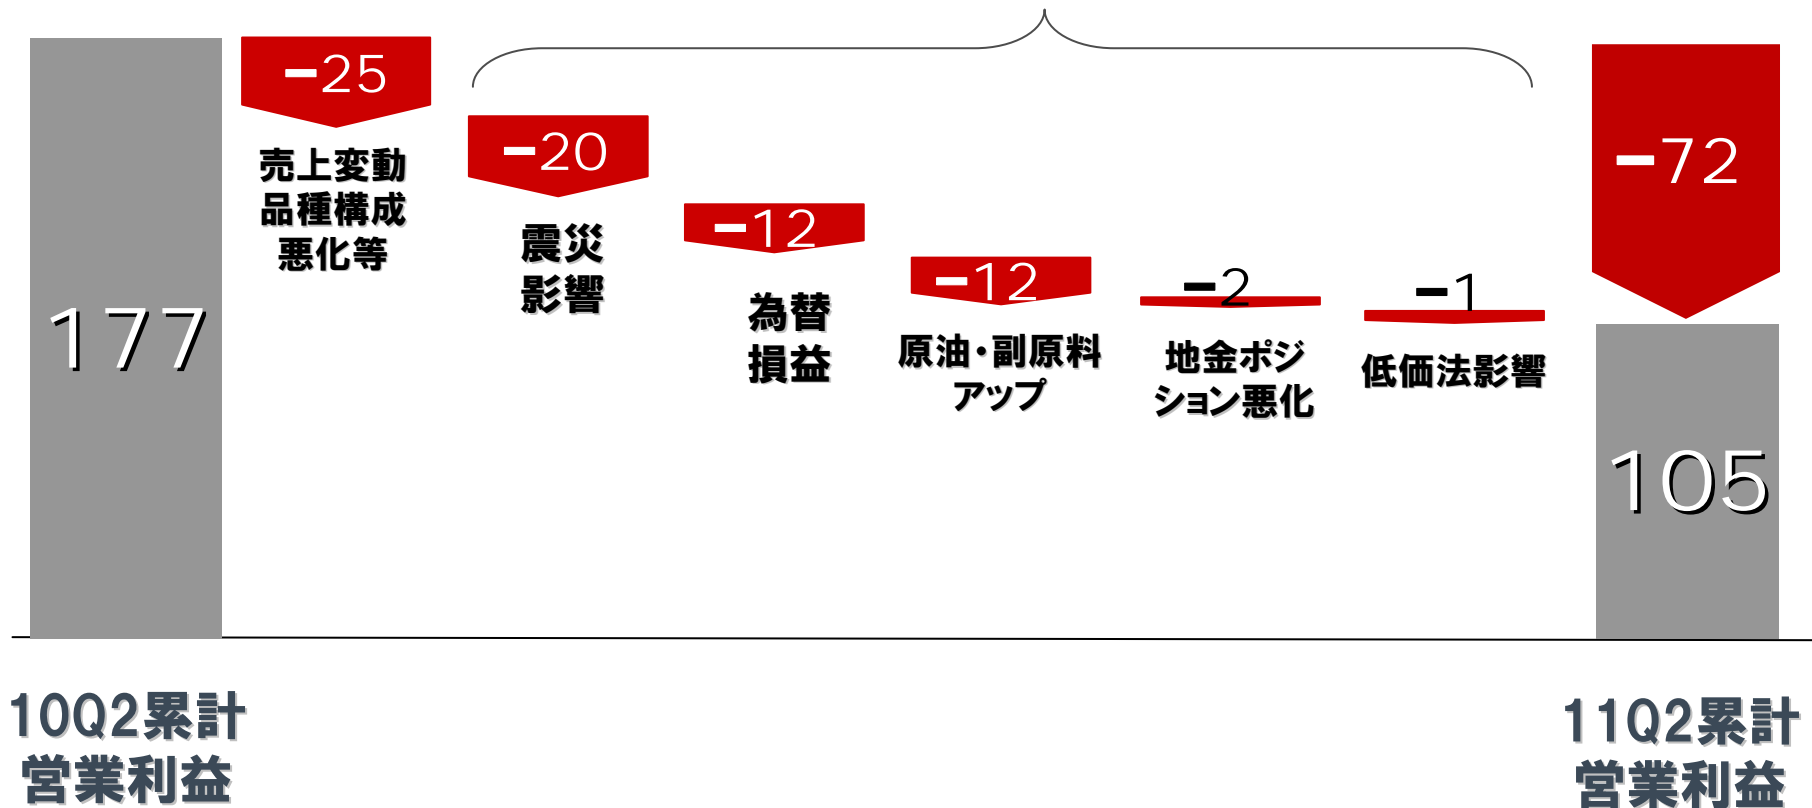 177
−25
売上変動
品種構成
悪化等
−20
震災
影響
−12
為替
損益
−12
原油・副原料
アップ
−2
地金ポジ
ション悪化
−1
低価法影響
−72
105
10Q2累計
営業利益
11Q2累計
営業利益